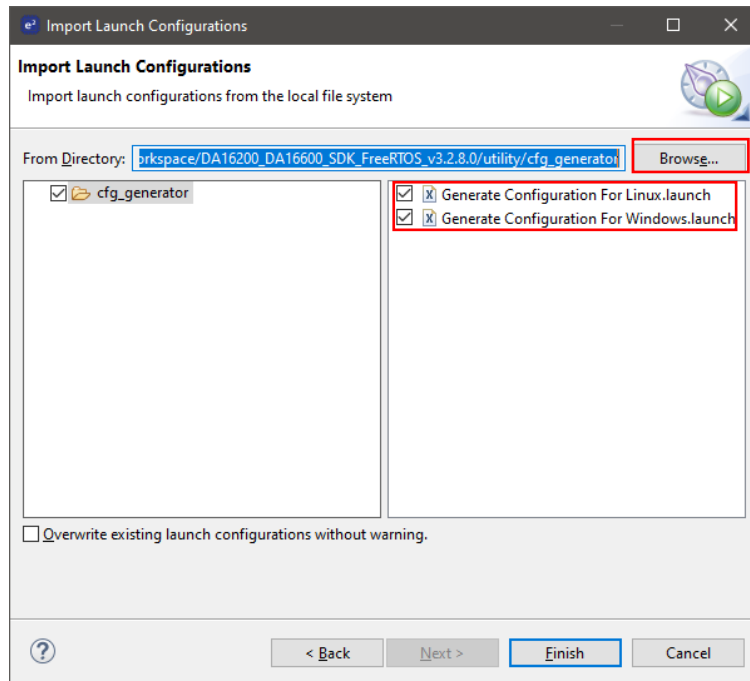 e² Import Launch Configurations
Import Launch Configurations
Import launch configurations from the local file system
From Directory: orkspace/DA16200_DA16600_SDK_FreeRTOS_v3.2.8.0/utility/cfg_generator Browse...
cfg_generator
Generate Configuration For Linux.launch
Generate Configuration For Windows.launch
Overwrite existing launch configurations without warning.
? < Back Next > Finish Cancel